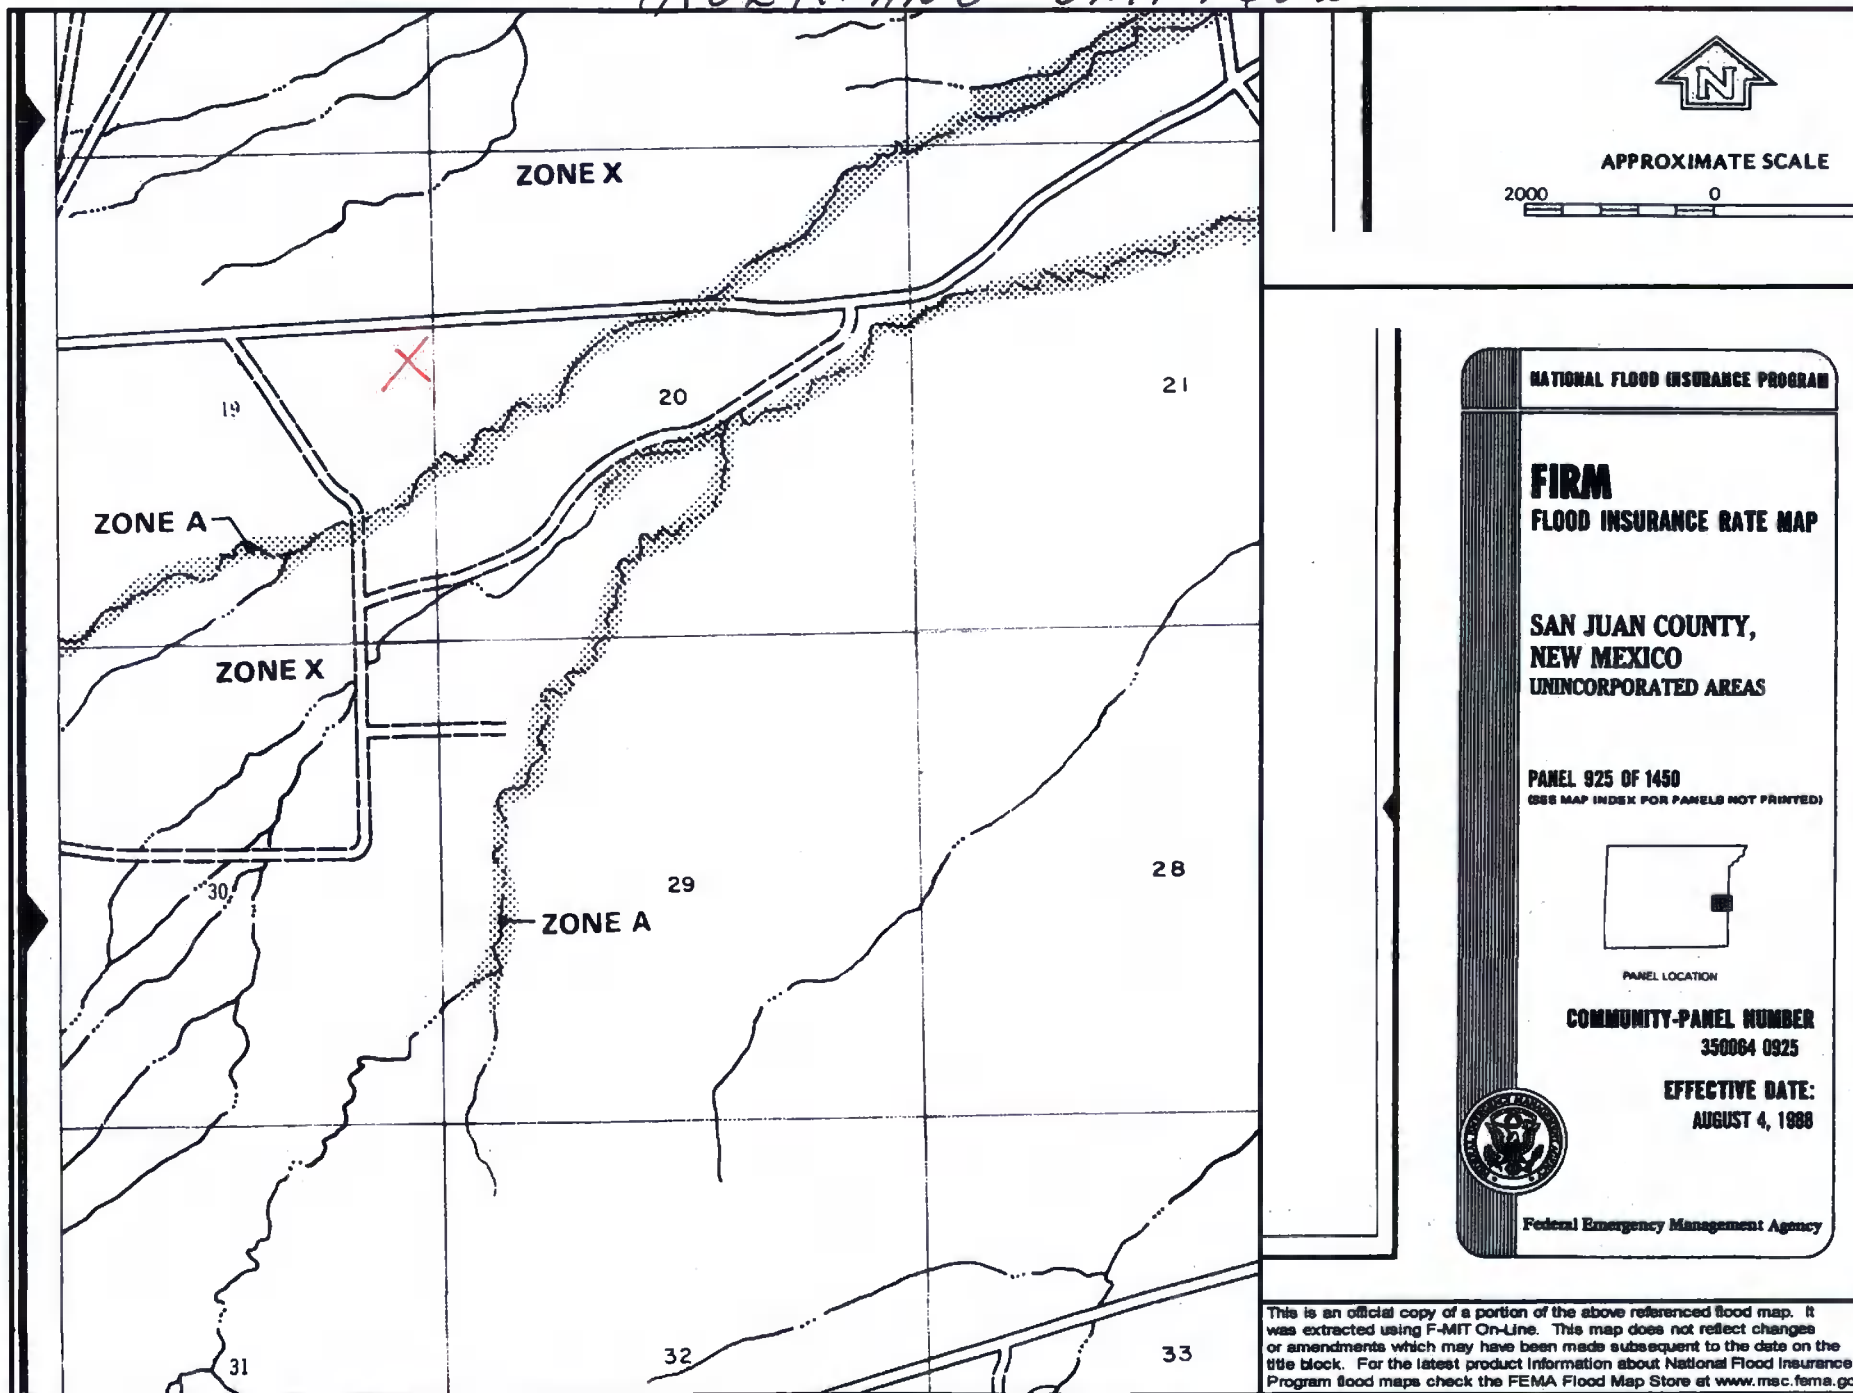 ZONE X
19
20
21
ZONE A
ZONE X
30
29
28
ZONE A
31
32
33
N
APPROXIMATE SCALE
2000 0
NATIONAL FLOOD INSURANCE PROGRAM
FIRM
FLOOD INSURANCE RATE MAP
SAN JUAN COUNTY,
NEW MEXICO
UNINCORPORATED AREAS
PANEL 925 OF 1450
(SEE MAP INDEX FOR PANELS NOT PRINTED)
PANEL LOCATION
COMMUNITY-PANEL NUMBER
350064 0925
EFFECTIVE DATE:
AUGUST 4, 1988
Federal Emergency Management Agency
This is an official copy of a portion of the above referenced flood map. It
was extracted using F-MIT On-Line. This map does not reflect changes
or amendments which may have been made subsequent to the date on the
title block. For the latest product information about National Flood Insurance
Program flood maps check the FEMA Flood Map Store at www.msc.fema.go